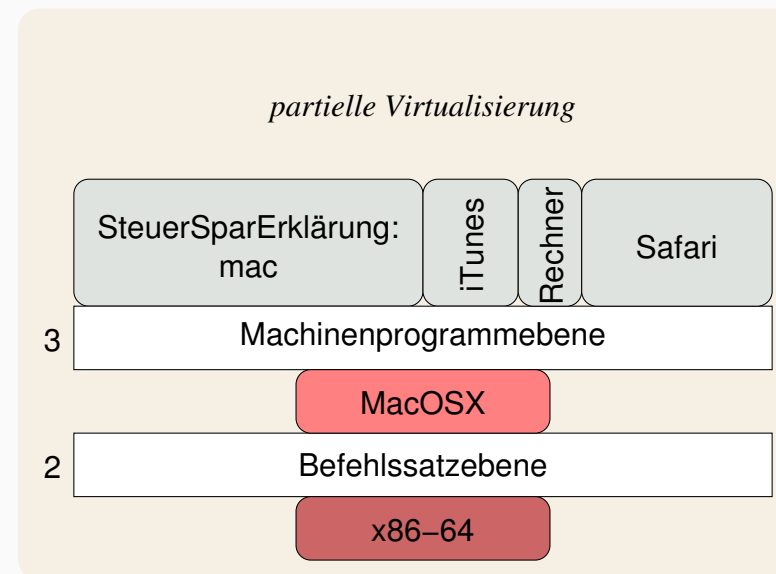 partielle Virtualisierung
SteuerSparErklärung:
mac
iTunes
Rechner
Safari
3
Machinenprogrammebene
MacOSX
2
Befehlssatzebene
x86−64